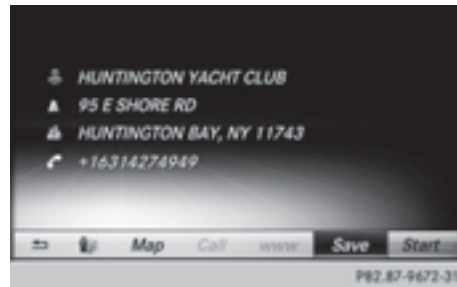 HUNTINGTON YACHT CLUB
95 E SHORE RD
HUNTINGTON BAY, NY 11743
+16314274949
Map Call www Save Start
P82.87-9672-31